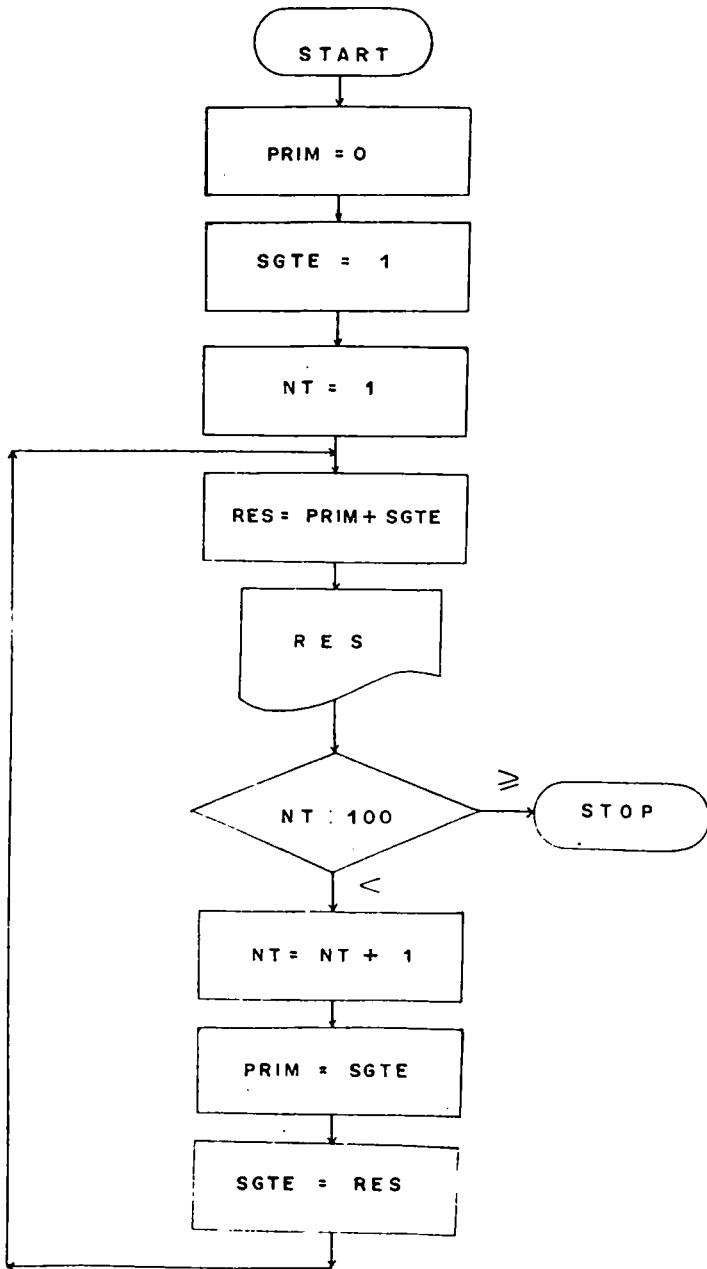 START
PRIM = 0
SGTE = 1
NT = 1
RES = PRIM + SGTE
RES
NT : 100
≥
STOP
<
NT = NT + 1
PRIM = SGTE
SGTE = RES